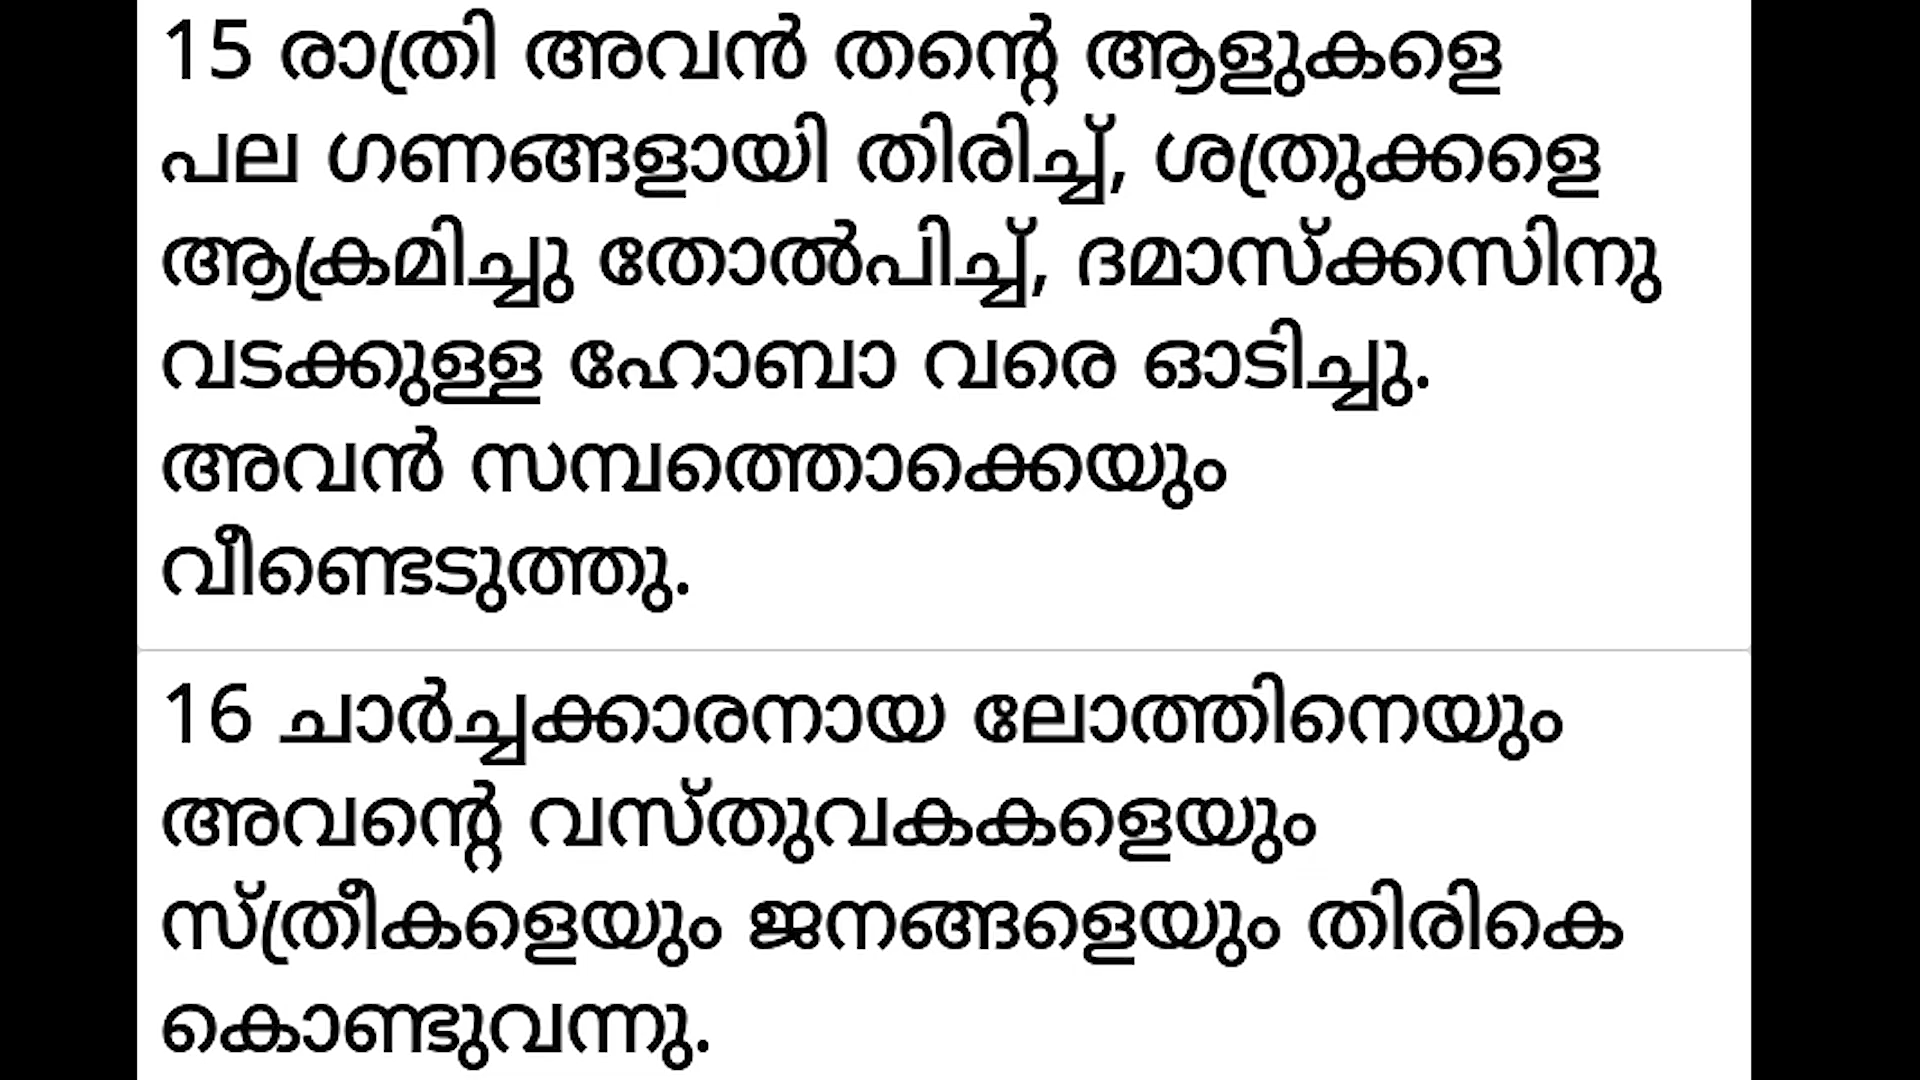 15 രാത്രി അവൻ തന്റെ ആളുകളെ
പല ഗണങ്ങളായി തിരിച്ച്, ശത്രുക്കളെ
ആക്രമിച്ചു തോൽപിച്ച്, ദമാസ്ക്കസിനു
വടക്കുള്ള ഹോബാ വരെ ഓടിച്ചു.
അവൻ സമ്പത്തൊക്കെയും
വീണ്ടെടുത്തു.
16 ചാർച്ചക്കാരനായ ലോത്തിനെയും
അവന്റെ വസ്തുവകകളെയും
സ്ത്രീകളെയും ജനങ്ങളെയും തിരികെ
കൊണ്ടുവന്നു.